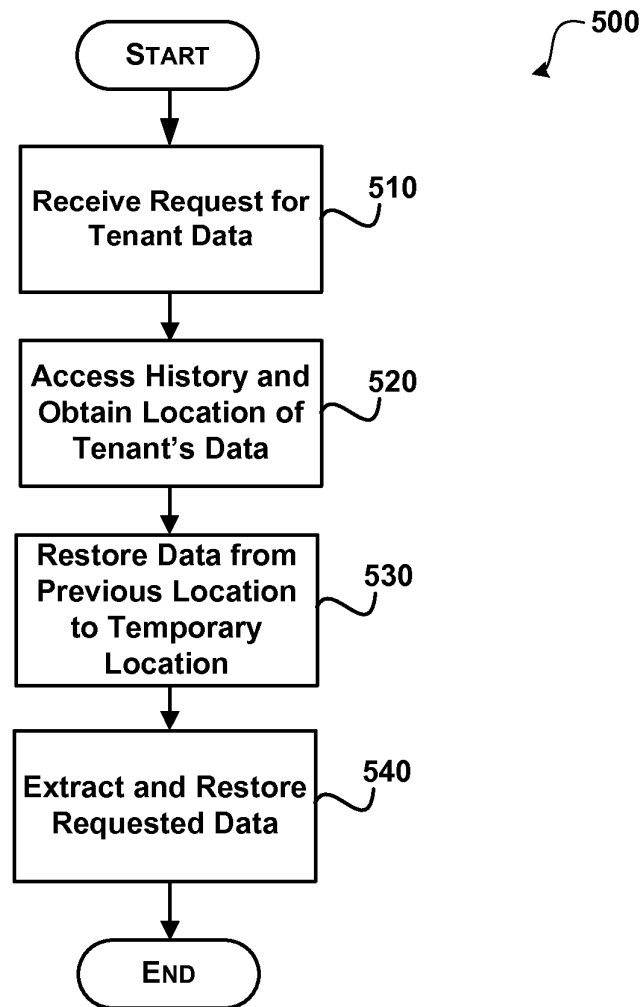 START
500
Receive Request for
Tenant Data
510
Access History and
Obtain Location of
Tenant's Data
520
Restore Data from
Previous Location
to Temporary
Location
530
Extract and Restore
Requested Data
540
END